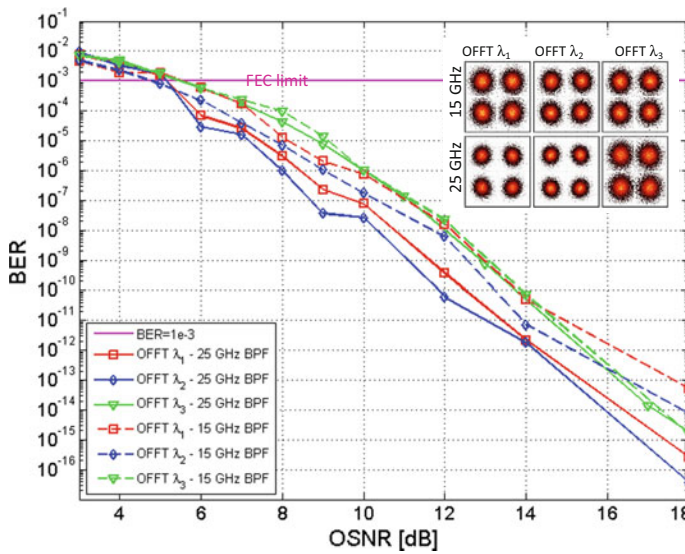 10^-1
10^-2
10^-3
10^-4
10^-5
10^-6
10^-7
10^-8
10^-9
10^-10
10^-11
10^-12
10^-13
10^-14
10^-15
10^-16
BER
FEC limit
OFFT λ1 OFFT λ2 OFFT λ3
15 GHz
25 GHz
BER=1e-3
OFFT λ1 - 25 GHz BPF
OFFT λ2 - 25 GHz BPF
OFFT λ3 - 25 GHz BPF
OFFT λ1 - 15 GHz BPF
OFFT λ2 - 15 GHz BPF
OFFT λ3 - 15 GHz BPF
4 6 8 10 12 14 16 18
OSNR [dB]